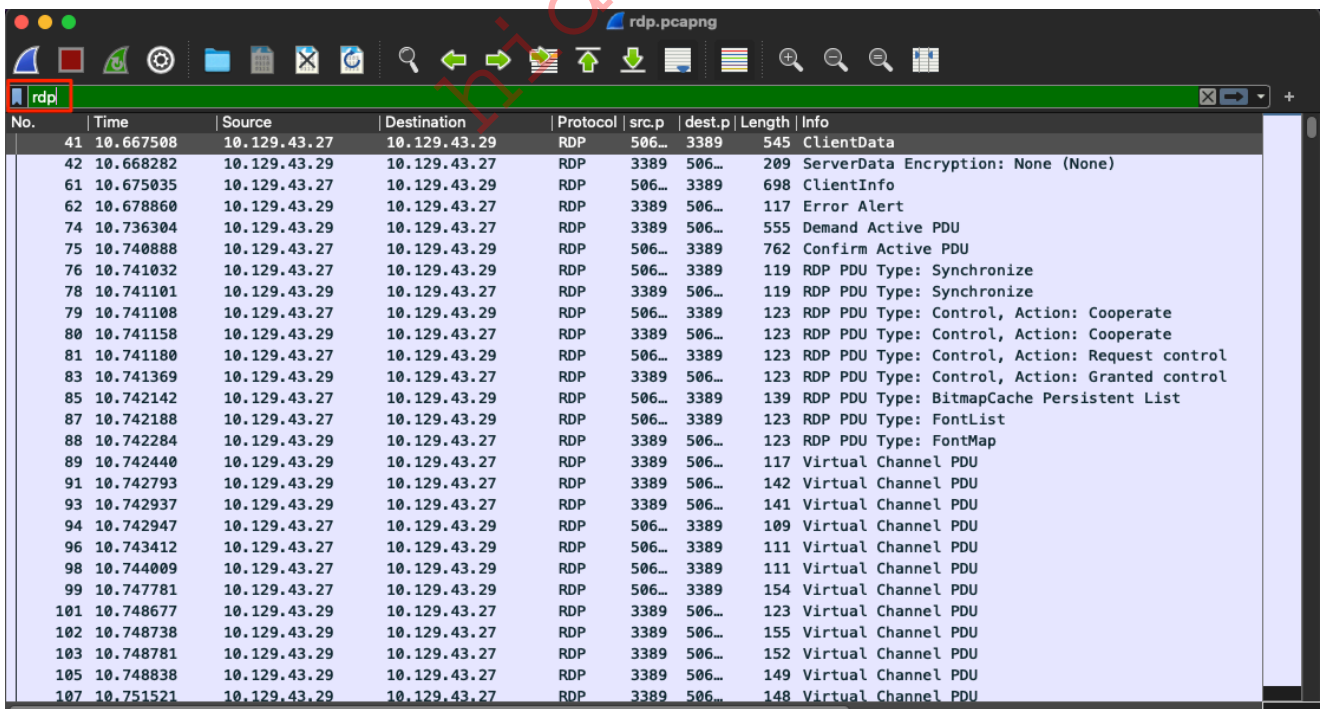 rdp.pcapng
rdp
+
No. Time Source Destination Protocol src.p dest.p Length Info
41 10.667508 10.129.43.27 10.129.43.29 RDP 506… 3389 545 ClientData
42 10.668282 10.129.43.29 10.129.43.27 RDP 3389 506… 209 ServerData Encryption: None (None)
61 10.675035 10.129.43.27 10.129.43.29 RDP 506… 3389 698 ClientInfo
62 10.678860 10.129.43.29 10.129.43.27 RDP 3389 506… 117 Error Alert
74 10.736304 10.129.43.29 10.129.43.27 RDP 3389 506… 555 Demand Active PDU
75 10.740888 10.129.43.27 10.129.43.29 RDP 506… 3389 762 Confirm Active PDU
76 10.741032 10.129.43.27 10.129.43.29 RDP 506… 3389 119 RDP PDU Type: Synchronize
78 10.741101 10.129.43.29 10.129.43.27 RDP 3389 506… 119 RDP PDU Type: Synchronize
79 10.741108 10.129.43.27 10.129.43.29 RDP 506… 3389 123 RDP PDU Type: Control, Action: Cooperate
80 10.741158 10.129.43.29 10.129.43.27 RDP 3389 506… 123 RDP PDU Type: Control, Action: Cooperate
81 10.741180 10.129.43.27 10.129.43.29 RDP 506… 3389 123 RDP PDU Type: Control, Action: Request control
83 10.741369 10.129.43.29 10.129.43.27 RDP 3389 506… 123 RDP PDU Type: Control, Action: Granted control
85 10.742142 10.129.43.27 10.129.43.29 RDP 506… 3389 139 RDP PDU Type: BitmapCache Persistent List
87 10.742188 10.129.43.27 10.129.43.29 RDP 506… 3389 123 RDP PDU Type: FontList
88 10.742284 10.129.43.29 10.129.43.27 RDP 3389 506… 123 RDP PDU Type: FontMap
89 10.742440 10.129.43.29 10.129.43.27 RDP 3389 506… 117 Virtual Channel PDU
91 10.742793 10.129.43.29 10.129.43.27 RDP 3389 506… 142 Virtual Channel PDU
93 10.742937 10.129.43.29 10.129.43.27 RDP 3389 506… 141 Virtual Channel PDU
94 10.742947 10.129.43.27 10.129.43.29 RDP 506… 3389 109 Virtual Channel PDU
96 10.743412 10.129.43.27 10.129.43.29 RDP 506… 3389 111 Virtual Channel PDU
98 10.744009 10.129.43.27 10.129.43.29 RDP 506… 3389 111 Virtual Channel PDU
99 10.747781 10.129.43.27 10.129.43.29 RDP 506… 3389 154 Virtual Channel PDU
101 10.748677 10.129.43.29 10.129.43.27 RDP 3389 506… 123 Virtual Channel PDU
102 10.748738 10.129.43.29 10.129.43.27 RDP 3389 506… 155 Virtual Channel PDU
103 10.748781 10.129.43.29 10.129.43.27 RDP 3389 506… 152 Virtual Channel PDU
105 10.748838 10.129.43.29 10.129.43.27 RDP 3389 506… 149 Virtual Channel PDU
107 10.751521 10.129.43.29 10.129.43.27 RDP 3389 506… 148 Virtual Channel PDU